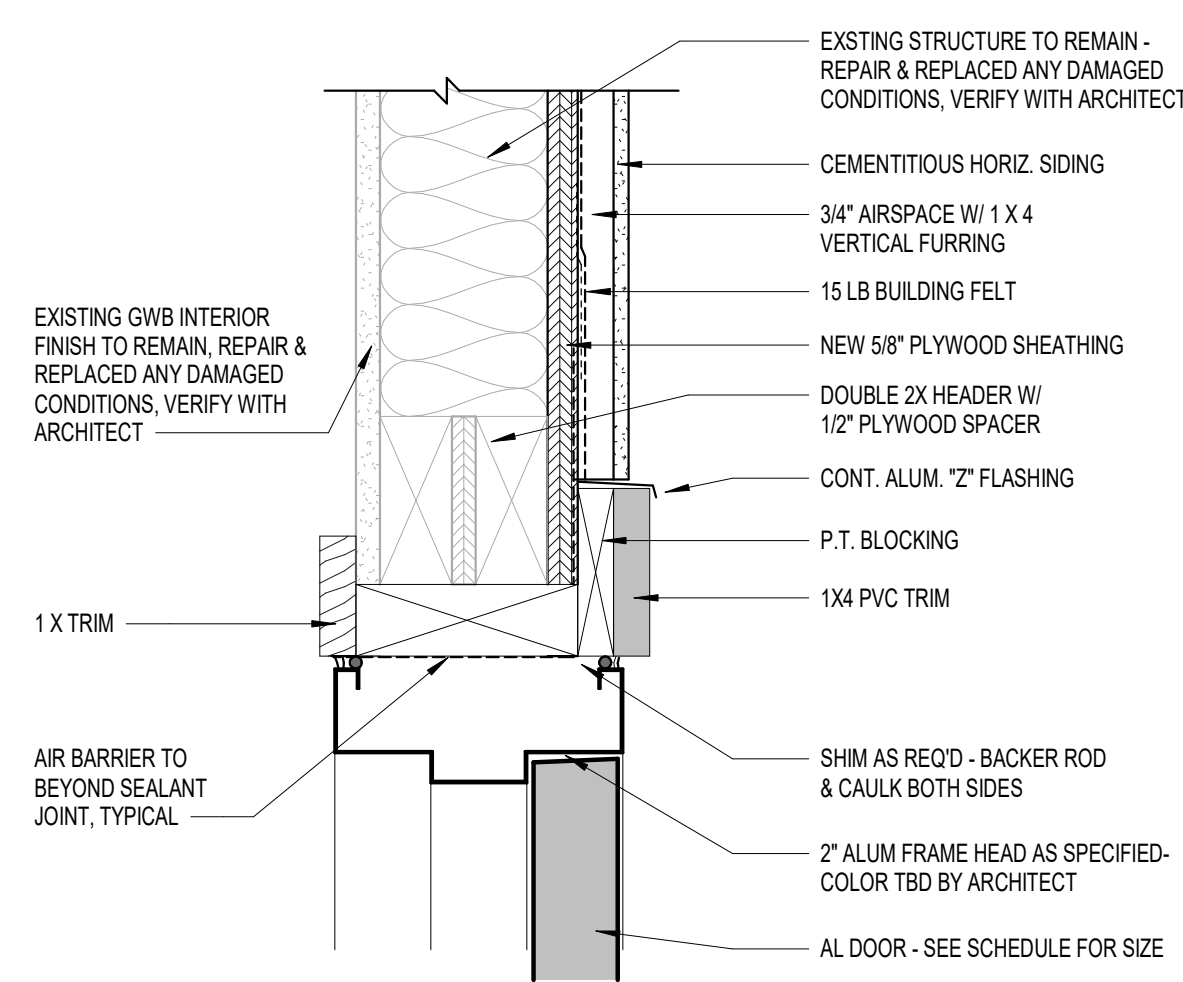 EXSTING STRUCTURE TO REMAIN -
REPAIR & REPLACED ANY DAMAGED
CONDITIONS, VERIFY WITH ARCHITECT
CEMENTITIOUS HORIZ. SIDING
3/4" AIRSPACE W/ 1 X 4
VERTICAL FURRING
15 LB BUILDING FELT
NEW 5/8" PLYWOOD SHEATHING
DOUBLE 2X HEADER W/
1/2" PLYWOOD SPACER
CONT. ALUM. "Z" FLASHING
P.T. BLOCKING
1X4 PVC TRIM
SHIM AS REQ'D - BACKER ROD
& CAULK BOTH SIDES
2" ALUM FRAME HEAD AS SPECIFIED-
COLOR TBD BY ARCHITECT
AL DOOR - SEE SCHEDULE FOR SIZE
EXISTING GWB INTERIOR
FINISH TO REMAIN, REPAIR &
REPLACED ANY DAMAGED
CONDITIONS, VERIFY WITH
ARCHITECT
1 X TRIM
AIR BARRIER TO
BEYOND SEALANT
JOINT, TYPICAL